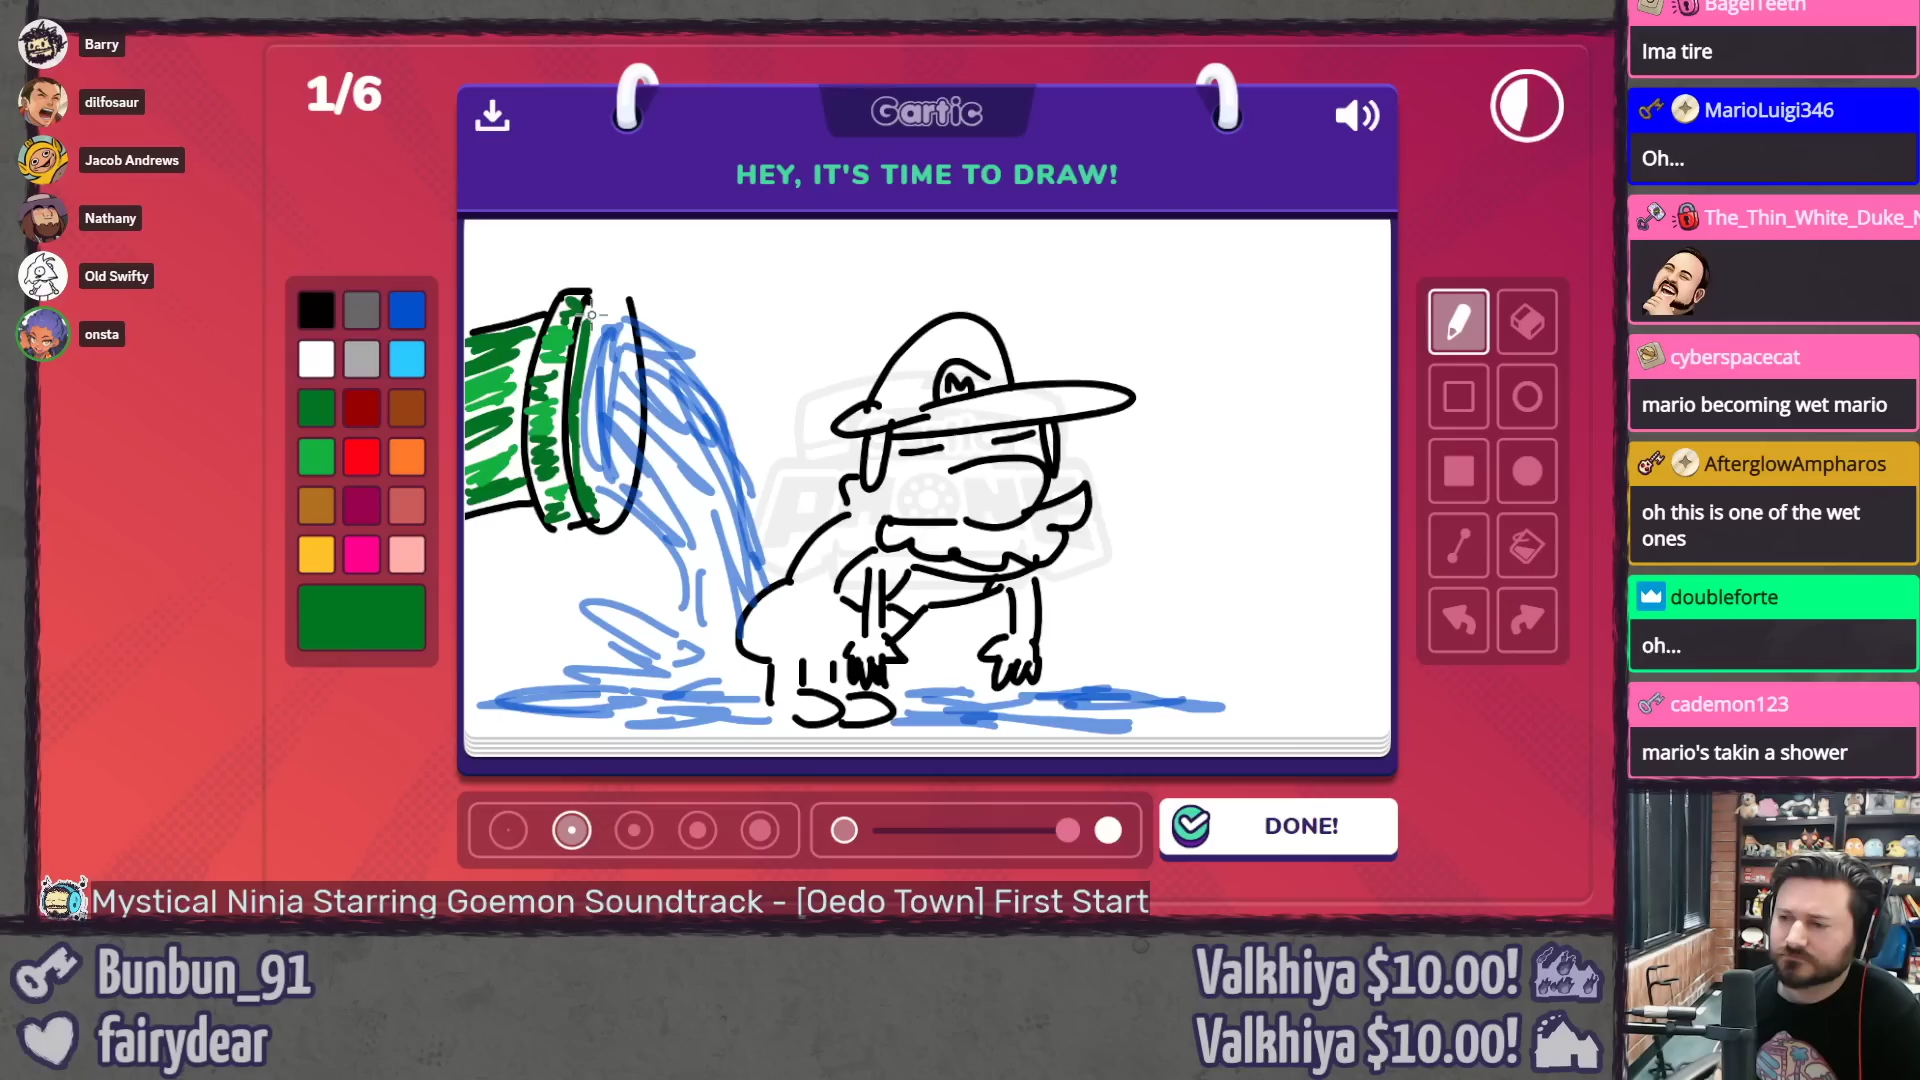 Barry
dilfosaur
Jacob Andrews
Nathany
Old Swifty
onsta
1/6
Gartic
HEY, IT'S TIME TO DRAW!
M
PHONE
DONE!
Mystical Ninja Starring Goemon Soundtrack - [Oedo Town] First Start
Bunbun_91
fairydear
Valkhiya $10.00!
Valkhiya $10.00!
BagelTeeth
Ima tire
MarioLuigi346
Oh...
The_Thin_White_Duke_
cyberspacecat
mario becoming wet mario
AfterglowAmpharos
oh this is one of the wet
ones
doubleforte
oh...
cademon123
mario's takin a shower